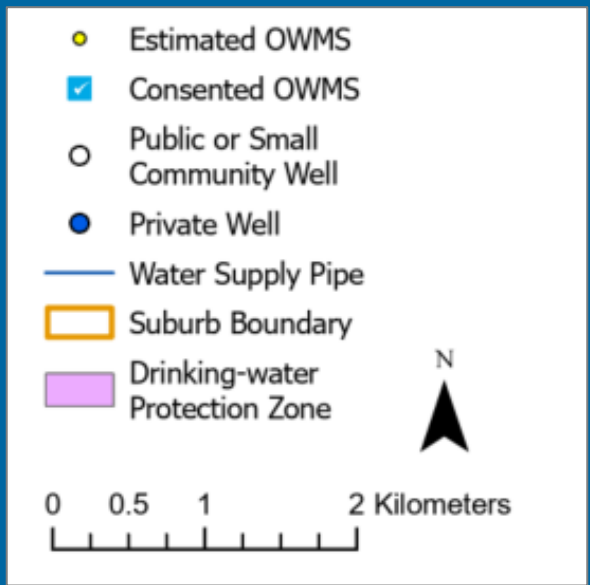 Estimated OWMS
Consented OWMS
Public or Small
Community Well
Private Well
Water Supply Pipe
Suburb Boundary
Drinking-water
Protection Zone
N
0 0.5 1 2 Kilometers